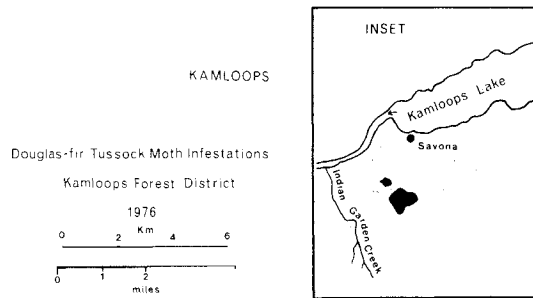 INSET
KAMLOOPS
Kamloops Lake
Savona
Douglas-fir Tussock Moth Infestations
Kamloops Forest District
1976
Km
0 2 4 6
0 1 2
miles
Indian Garden Creek